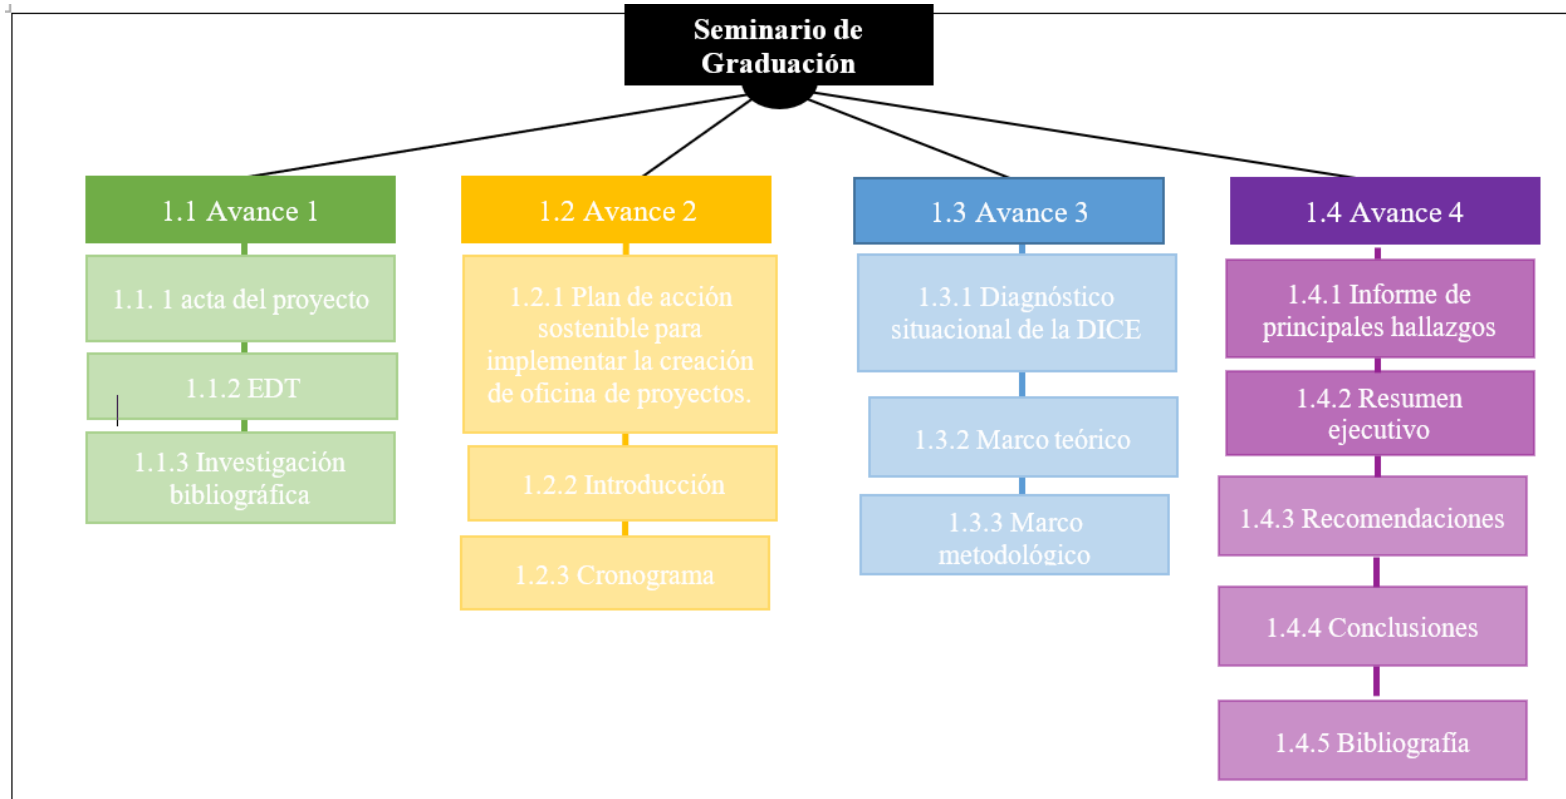 Seminario de
Graduación
1.1 Avance 1
1.1. 1 acta del proyecto
1.1.2 EDT
1.1.3 Investigación
bibliográfica
1.2 Avance 2
1.2.1 Plan de acción
sostenible para
implementar la creación
de oficina de proyectos.
1.2.2 Introducción
1.2.3 Cronograma
1.3 Avance 3
1.3.1 Diagnóstico
situacional de la DICE
1.3.2 Marco teórico
1.3.3 Marco
metodológico
1.4 Avance 4
1.4.1 Informe de
principales hallazgos
1.4.2 Resumen
ejecutivo
1.4.3 Recomendaciones
1.4.4 Conclusiones
1.4.5 Bibliografía